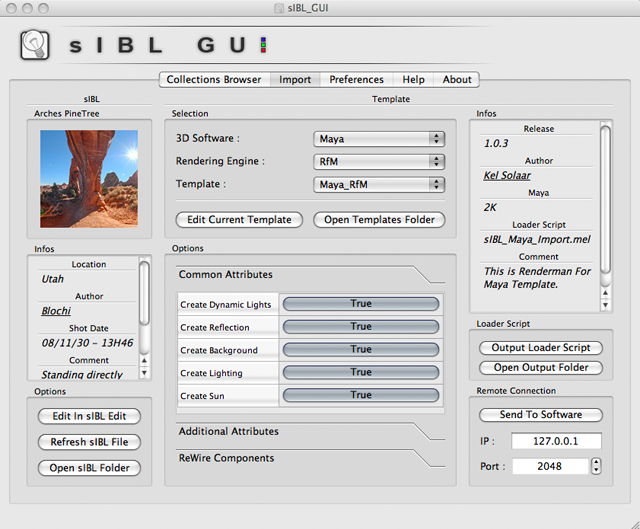 sIBL_GUI
sIBL GUI
Collections Browser Import Preferences Help About
sIBL
Arches PineTree
Infos
Location
Utah
Author
Blochi
Shot Date
08/11/30 - 13H46
Comment
Standing directly
Options
Edit In sIBL Edit
Refresh sIBL File
Open sIBL Folder
Template
Selection
3D Software : Maya
Rendering Engine : RfM
Template : Maya_RfM
Edit Current Template Open Templates Folder
Options
Common Attributes
Create Dynamic Lights True
Create Reflection True
Create Background True
Create Lighting True
Create Sun True
Additional Attributes
ReWire Components
Infos
Release
1.0.3
Author
Kel Solaar
Maya
2K
Loader Script
sIBL_Maya_Import.mel
Comment
This is Renderman For
Maya Template.
Loader Script
Output Loader Script
Open Output Folder
Remote Connection
Send To Software
IP : 127.0.0.1
Port : 2048